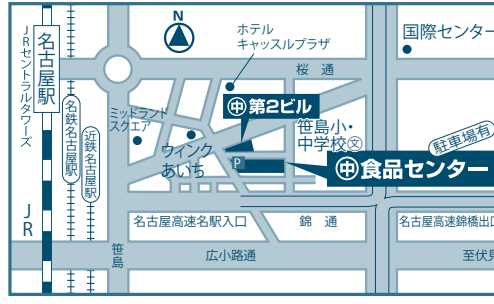 N
ホテル
キャッスルプラザ
国際センター
JRセントラルタワーズ
名古屋駅
桜通
ミッドランド
スクエア
㊥第2ビル
名鉄名古屋駅
近鉄名古屋駅
ウィンク
あいち
笹島小・
中学校㊛
P
駐車場有
㊥食品センター
JR
名古屋高速名駅入口
錦通
名古屋高速錦橋出口
笹島
広小路通
至伏見